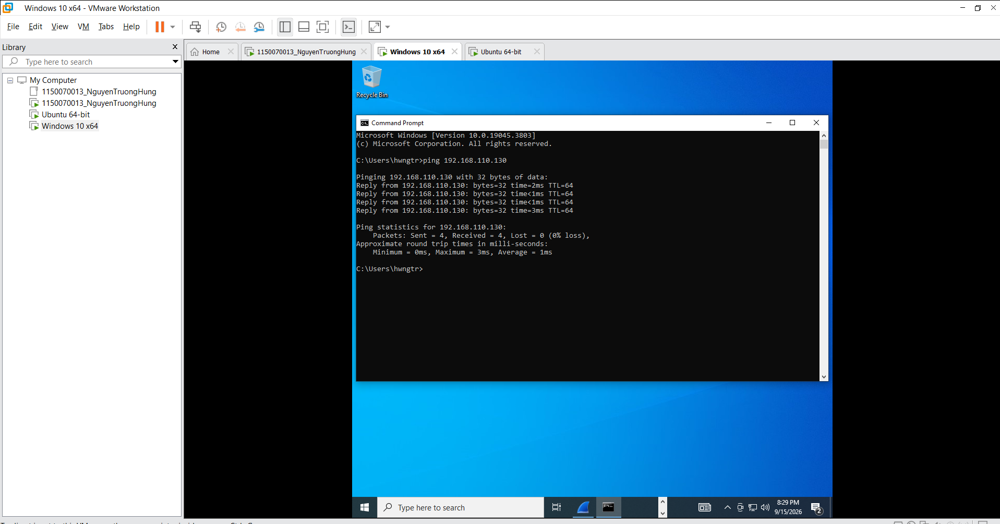 Windows 10 x64 - VMware Workstation
File Edit View VM Tabs Help
Library
Type here to search
My Computer
1150070013_NguyenTruongHung
1150070013_NguyenTruongHung
Ubuntu 64-bit
Windows 10 x64
Home
1150070013_NguyenTruongHung
Windows 10 x64
Ubuntu 64-bit
Recycle Bin
Command Prompt
Microsoft Windows [Version 10.0.19045.3803]
(c) Microsoft Corporation. All rights reserved.
C:\Users\hwngtr>ping 192.168.110.130
Pinging 192.168.110.130 with 32 bytes of data:
Reply from 192.168.110.130: bytes=32 time=2ms TTL=64
Reply from 192.168.110.130: bytes=32 time<1ms TTL=64
Reply from 192.168.110.130: bytes=32 time<1ms TTL=64
Reply from 192.168.110.130: bytes=32 time=3ms TTL=64
Ping statistics for 192.168.110.130:
Packets: Sent = 4, Received = 4, Lost = 0 (0% loss),
Approximate round trip times in milli-seconds:
Minimum = 0ms, Maximum = 3ms, Average = 1ms
C:\Users\hwngtr>
Type here to search
8:29 PM
9/15/2026
2